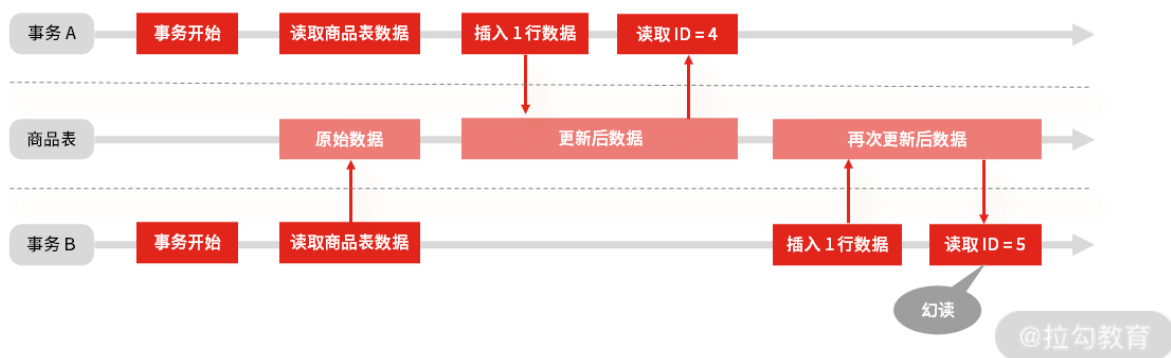 事务 A
事务开始
读取商品表数据
插入 1 行数据
读取 ID = 4
商品表
原始数据
更新后数据
再次更新后数据
事务 B
事务开始
读取商品表数据
插入 1 行数据
读取 ID = 5
幻读
@拉勾教育